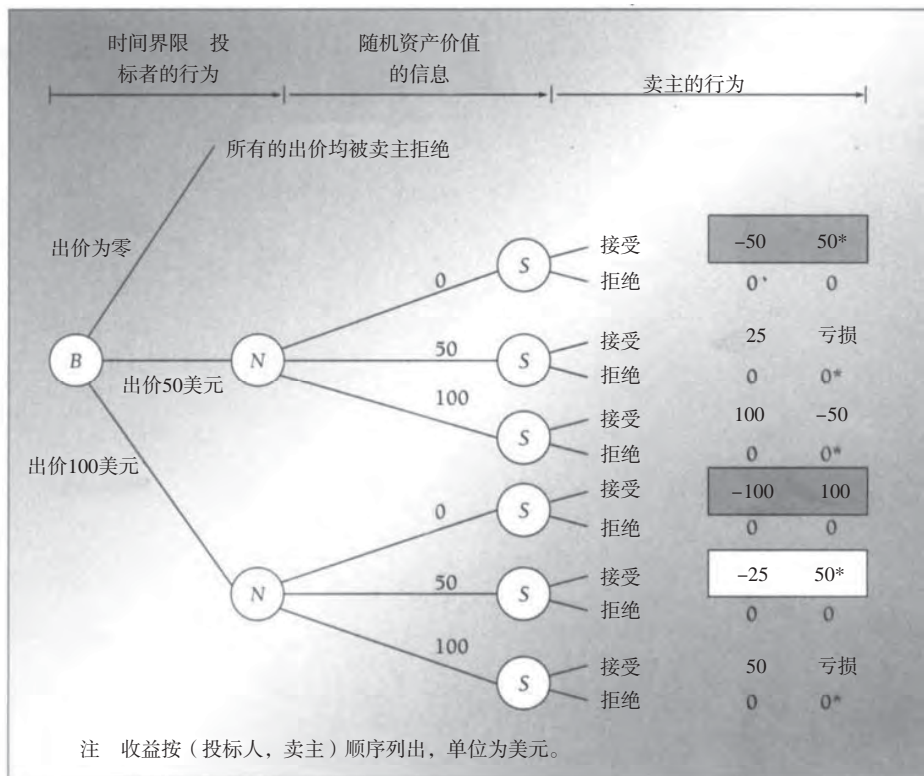 时间界限 投
标者的行为
随机资产价值
的信息
卖主的行为
所有的出价均被卖主拒绝
出价为零
B
出价50美元
出价100美元
N
0
50
100
S
接受 -50 50*
拒绝 0 0
S
接受 25 亏损
拒绝 0 0*
S
接受 100 -50
拒绝 0 0*
N
0
50
100
S
接受 -100 100
拒绝 0 0
S
接受 -25 50*
拒绝 0 0
S
接受 50 亏损
拒绝 0 0*
注 收益按（投标人，卖主）顺序列出，单位为美元。